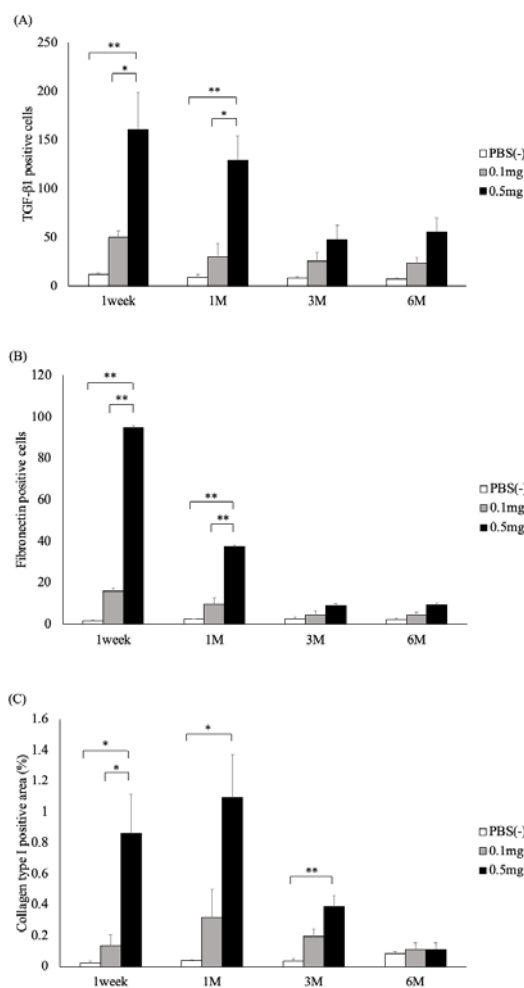 (A)
250
200
150
100
50
0
TGF-β1 positive cells
**
*
**
*
PBS(-)
0.1mg
0.5mg
1week 1M 3M 6M
(B)
120
100
80
60
40
20
0
Fibronectin positive cells
**
**
**
**
PBS(-)
0.1mg
0.5mg
1week 1M 3M 6M
(C)
1.6
1.4
1.2
1
0.8
0.6
0.4
0.2
0
Collagen type I positive area (%)
*
*
*
**
PBS(-)
0.1mg
0.5mg
1week 1M 3M 6M